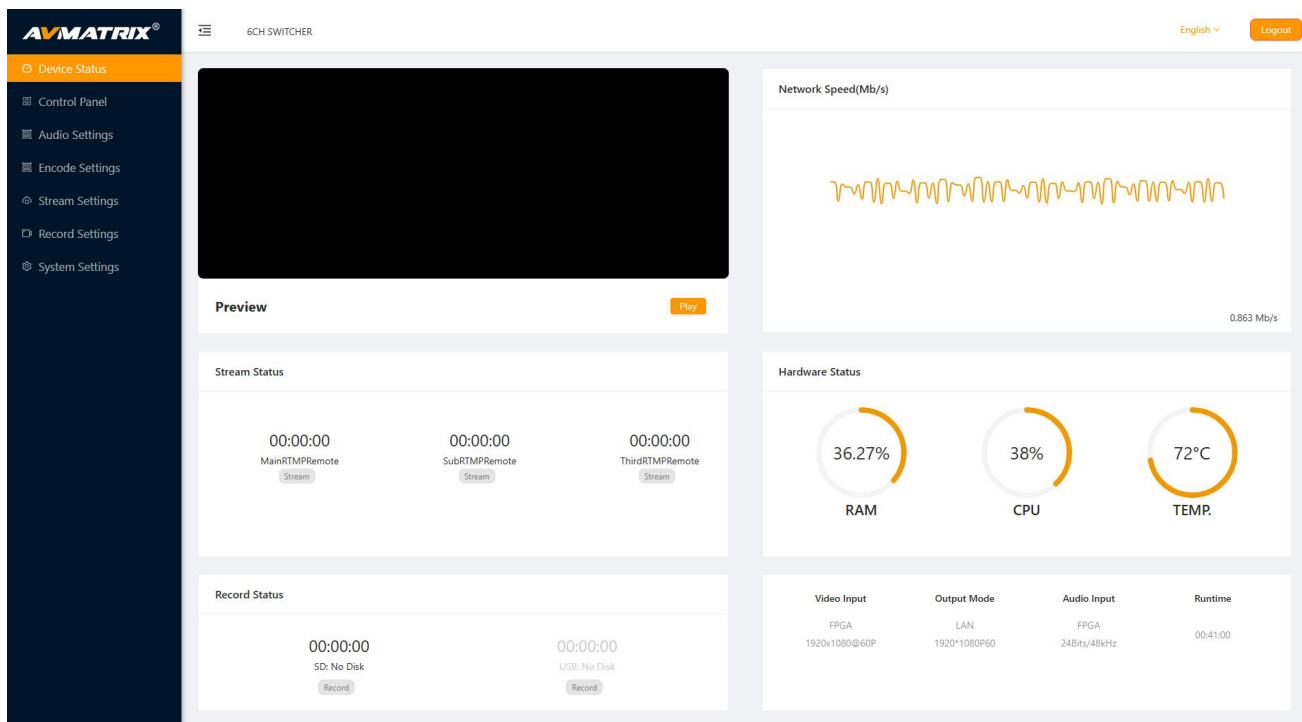 AVMATRIX®
6CH SWITCHER
English
Logout
Device Status
Control Panel
Audio Settings
Encode Settings
Stream Settings
Record Settings
System Settings
Preview
Play
Network Speed(Mb/s)
0.863 Mb/s
Stream Status
00:00:00 00:00:00 00:00:00
MainRTMPRemote SubRTMPRemote ThirdRTMPRemote
Stream Stream Stream
Hardware Status
36.27% 38% 72°C
RAM CPU TEMP.
Record Status
00:00:00 00:00:00
SD: No Disk USB: No Disk
Record Record
Video Input Output Mode Audio Input Runtime
FPGA LAN FPGA
1920x1080@60P 1920*1080P60 24Bits/48kHz 00:41:00